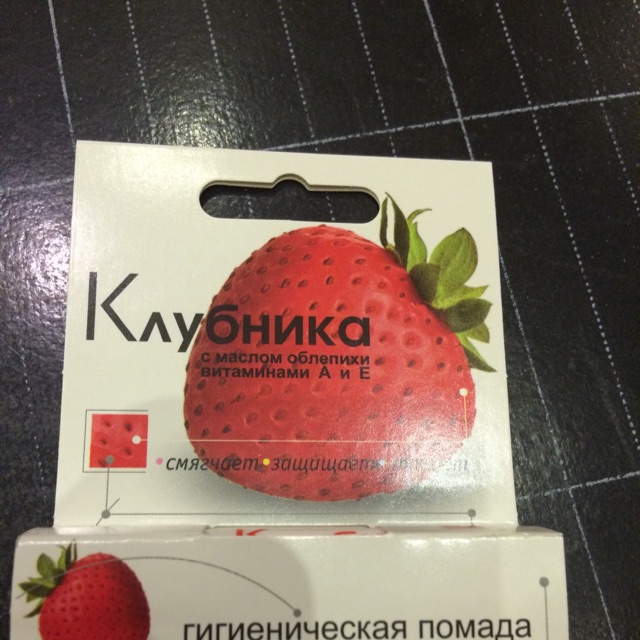 Клубника
с маслом облепихи
витаминами А и Е
смягчает защищает
гигиеническая помада